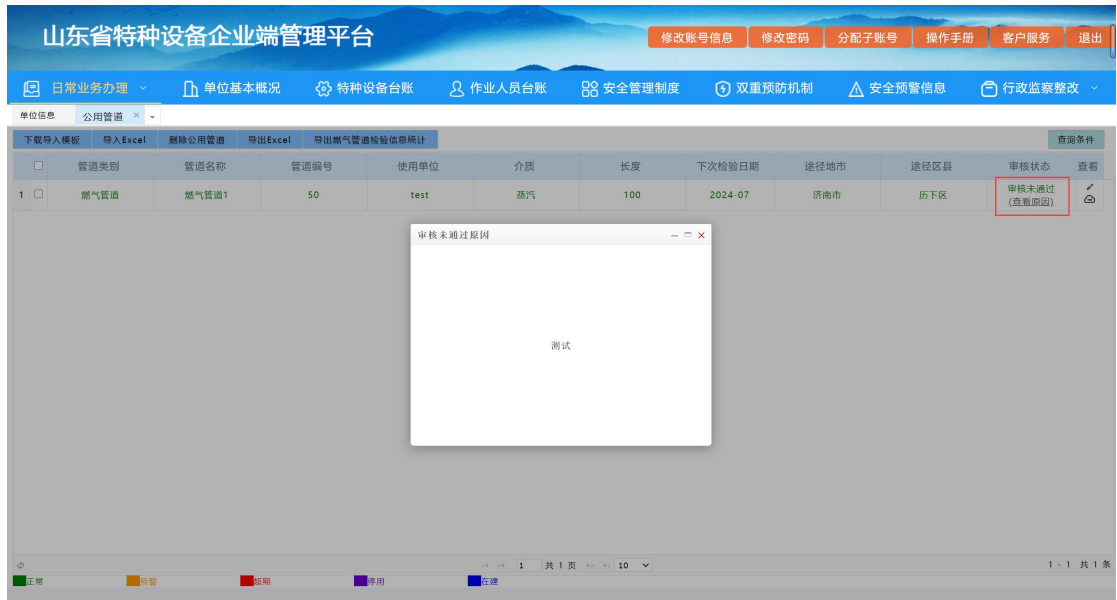 山东省特种设备企业端管理平台
修改账号信息 修改密码 分配子账号 操作手册 客户服务 退出
日常业务办理 单位基本概况 特种设备台账 作业人员台账 安全管理制度 双重预防机制 安全预警信息 行政监察整改
单位信息 公用管道 ×
下载导入模板 导入Excel 删除公用管道 导出Excel 导出燃气管道检验信息统计 查询条件
管道类别 管道名称 管道编号 使用单位 介质 长度 下次检验日期 途径地市 途径区县 审核状态 查看
1 燃气管道 燃气管道1 50 test 蒸汽 100 2024-07 济南市 历下区 审核未通过
(查看原因)
审核未通过原因
测试
1 共 1 页 10 1 - 1 共 1 条
正常 预警 超期 停用 在建